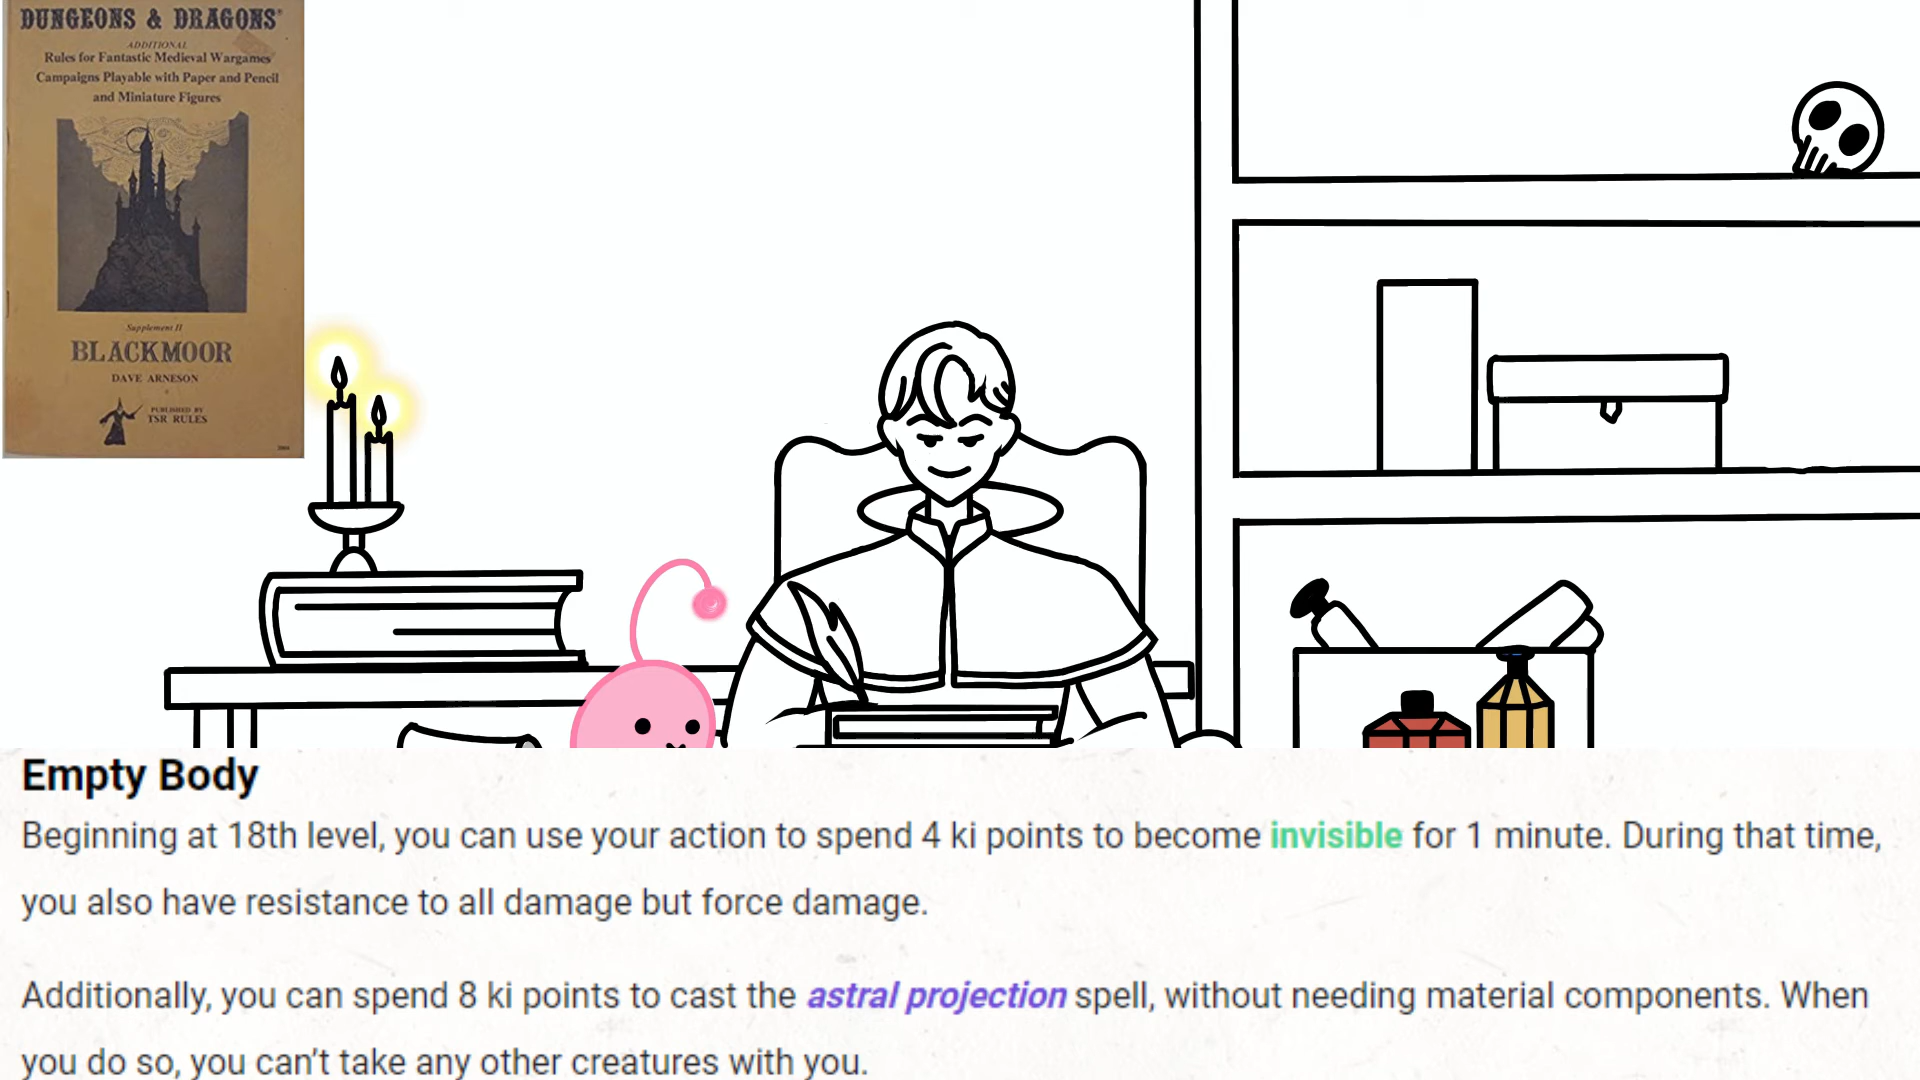 DUNGEONS & DRAGONS®
ADDITIONAL
Rules for Fantastic Medieval Wargames
Campaigns Playable with Paper and Pencil
and Miniature Figures
Supplement II
BLACKMOOR
DAVE ARNESON
PUBLISHED BY
TSR RULES
Empty Body
Beginning at 18th level, you can use your action to spend 4 ki points to become invisible for 1 minute. During that time,
you also have resistance to all damage but force damage.
Additionally, you can spend 8 ki points to cast the astral projection spell, without needing material components. When
you do so, you can’t take any other creatures with you.